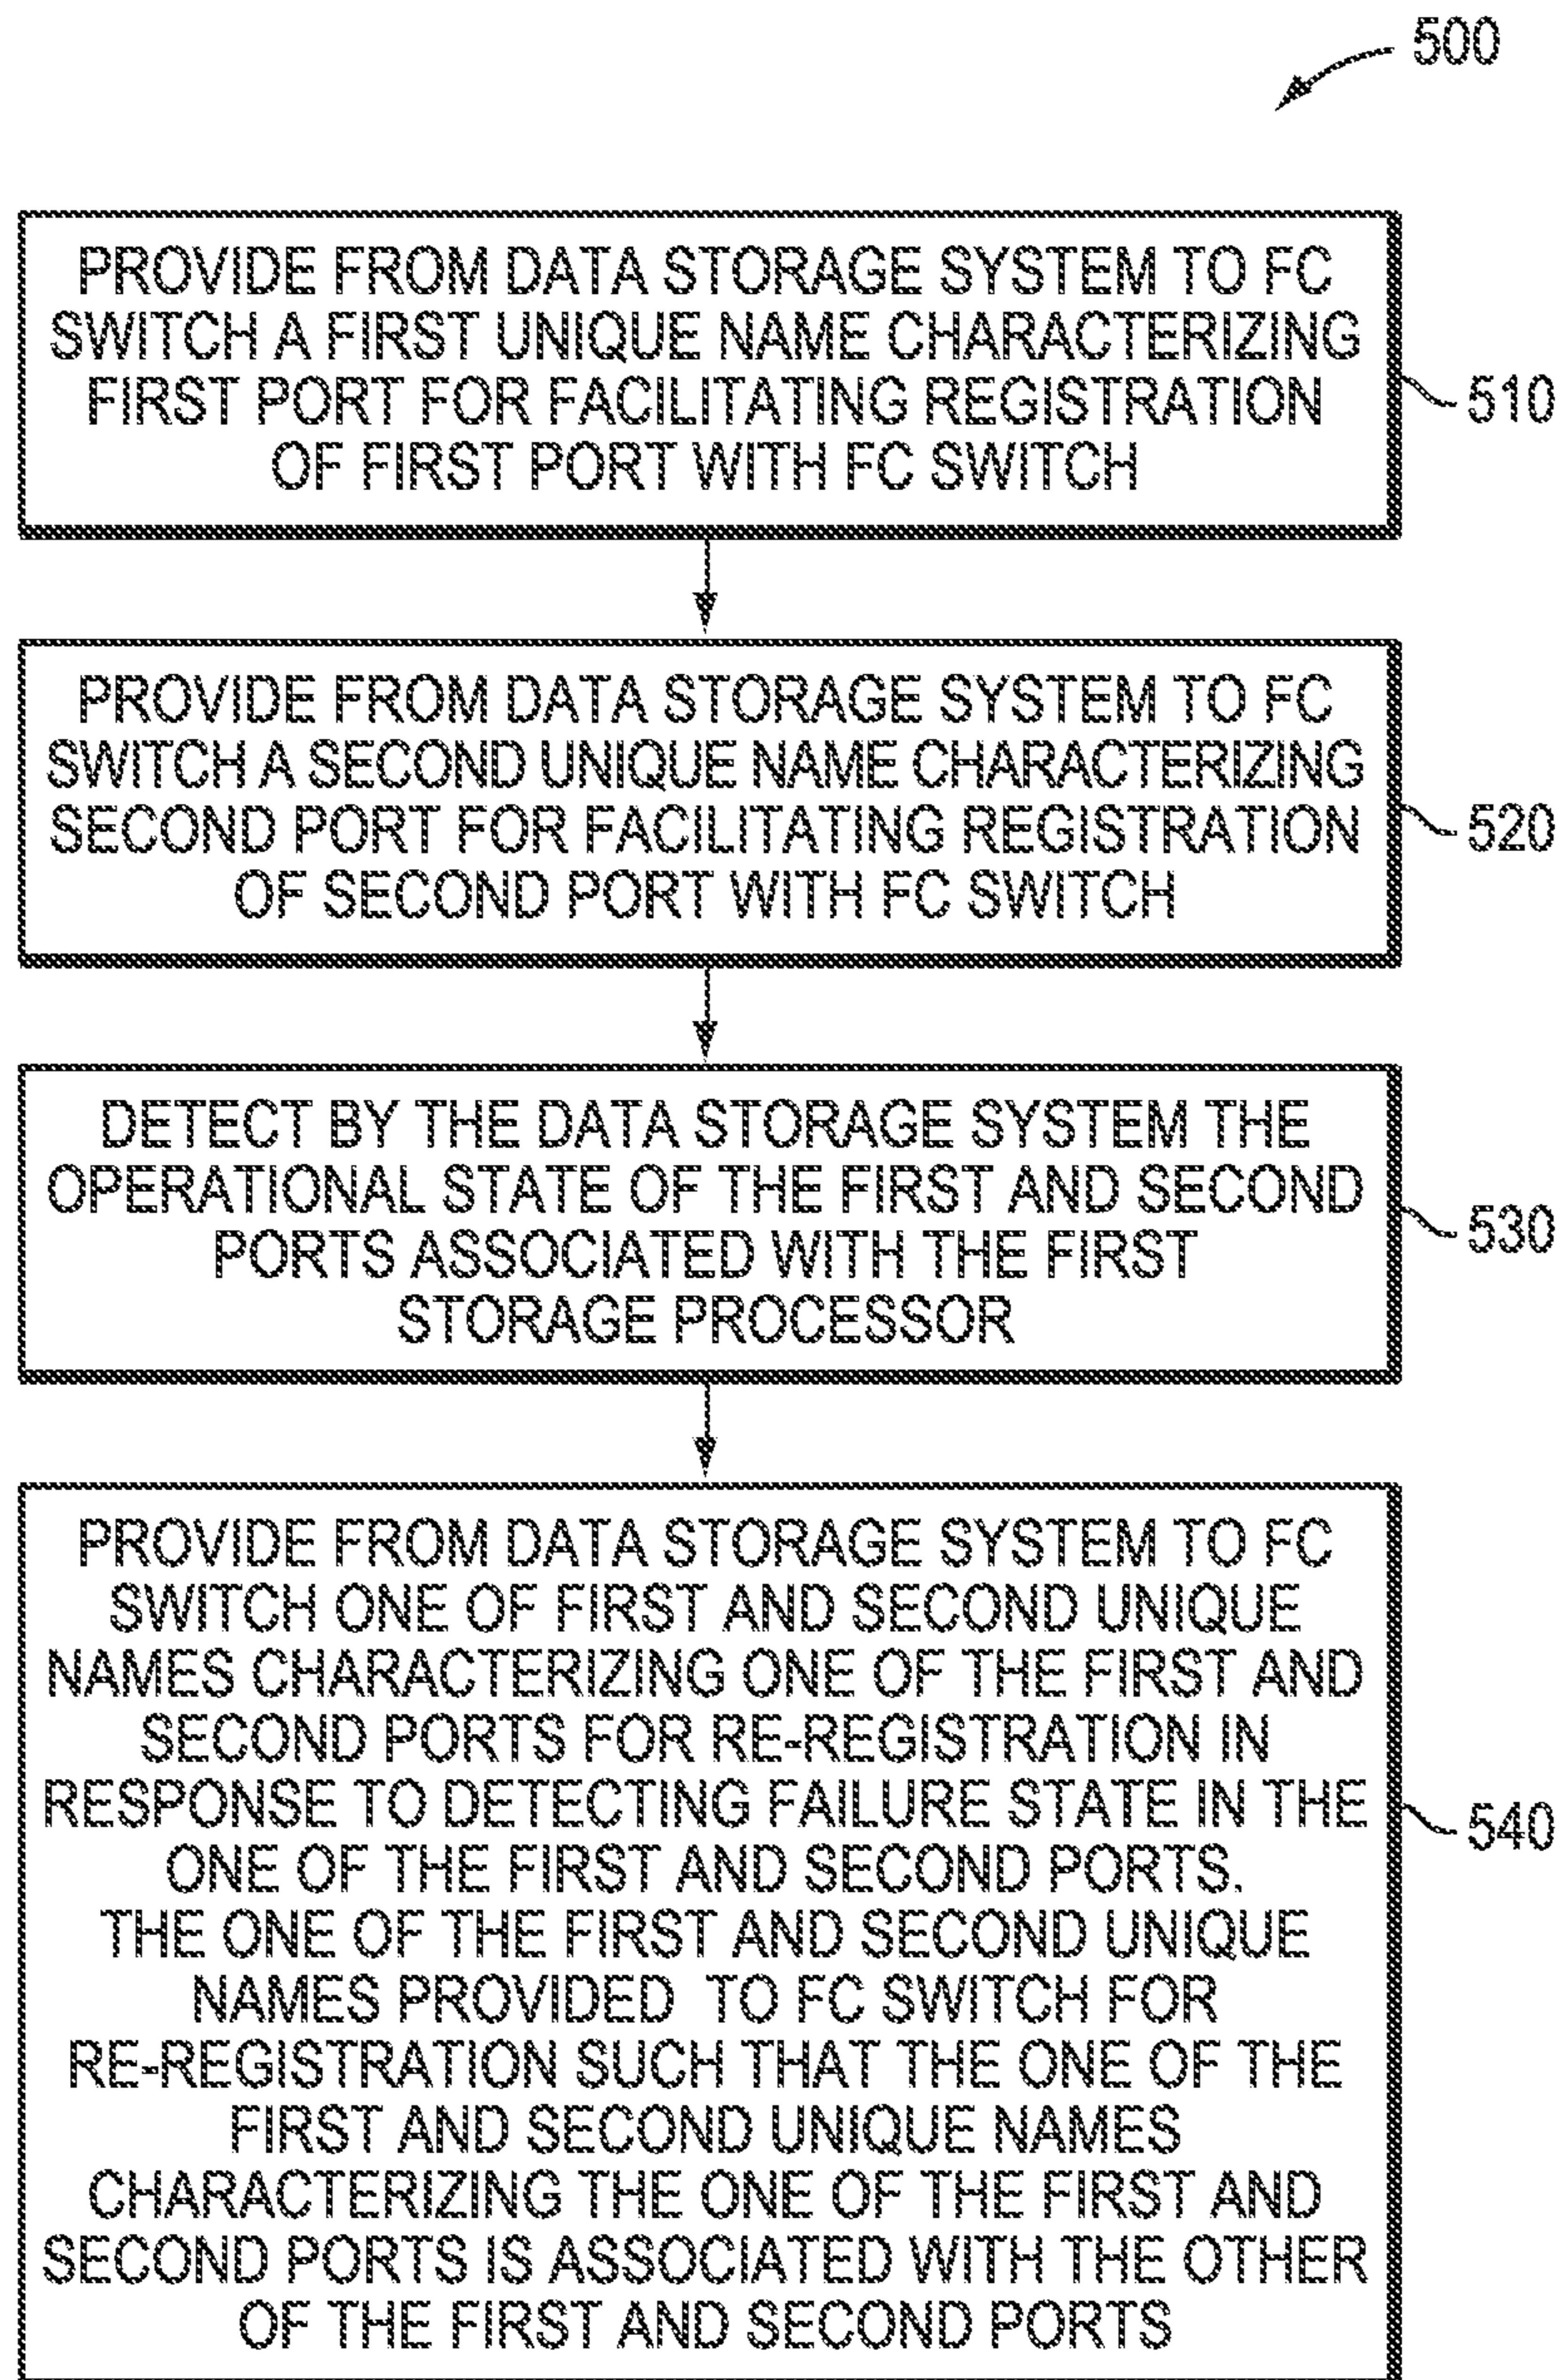 500
PROVIDE FROM DATA STORAGE SYSTEM TO FC
SWITCH A FIRST UNIQUE NAME CHARACTERIZING
FIRST PORT FOR FACILITATING REGISTRATION
OF FIRST PORT WITH FC SWITCH
510
PROVIDE FROM DATA STORAGE SYSTEM TO FC
SWITCH A SECOND UNIQUE NAME CHARACTERIZING
SECOND PORT FOR FACILITATING REGISTRATION
OF SECOND PORT WITH FC SWITCH
520
DETECT BY THE DATA STORAGE SYSTEM THE
OPERATIONAL STATE OF THE FIRST AND SECOND
PORTS ASSOCIATED WITH THE FIRST
STORAGE PROCESSOR
530
PROVIDE FROM DATA STORAGE SYSTEM TO FC
SWITCH ONE OF FIRST AND SECOND UNIQUE
NAMES CHARACTERIZING ONE OF THE FIRST AND
SECOND PORTS FOR RE-REGISTRATION IN
RESPONSE TO DETECTING FAILURE STATE IN THE
ONE OF THE FIRST AND SECOND PORTS.
THE ONE OF THE FIRST AND SECOND UNIQUE
NAMES PROVIDED TO FC SWITCH FOR
RE-REGISTRATION SUCH THAT THE ONE OF THE
FIRST AND SECOND UNIQUE NAMES
CHARACTERIZING THE ONE OF THE FIRST AND
SECOND PORTS IS ASSOCIATED WITH THE OTHER
OF THE FIRST AND SECOND PORTS
540